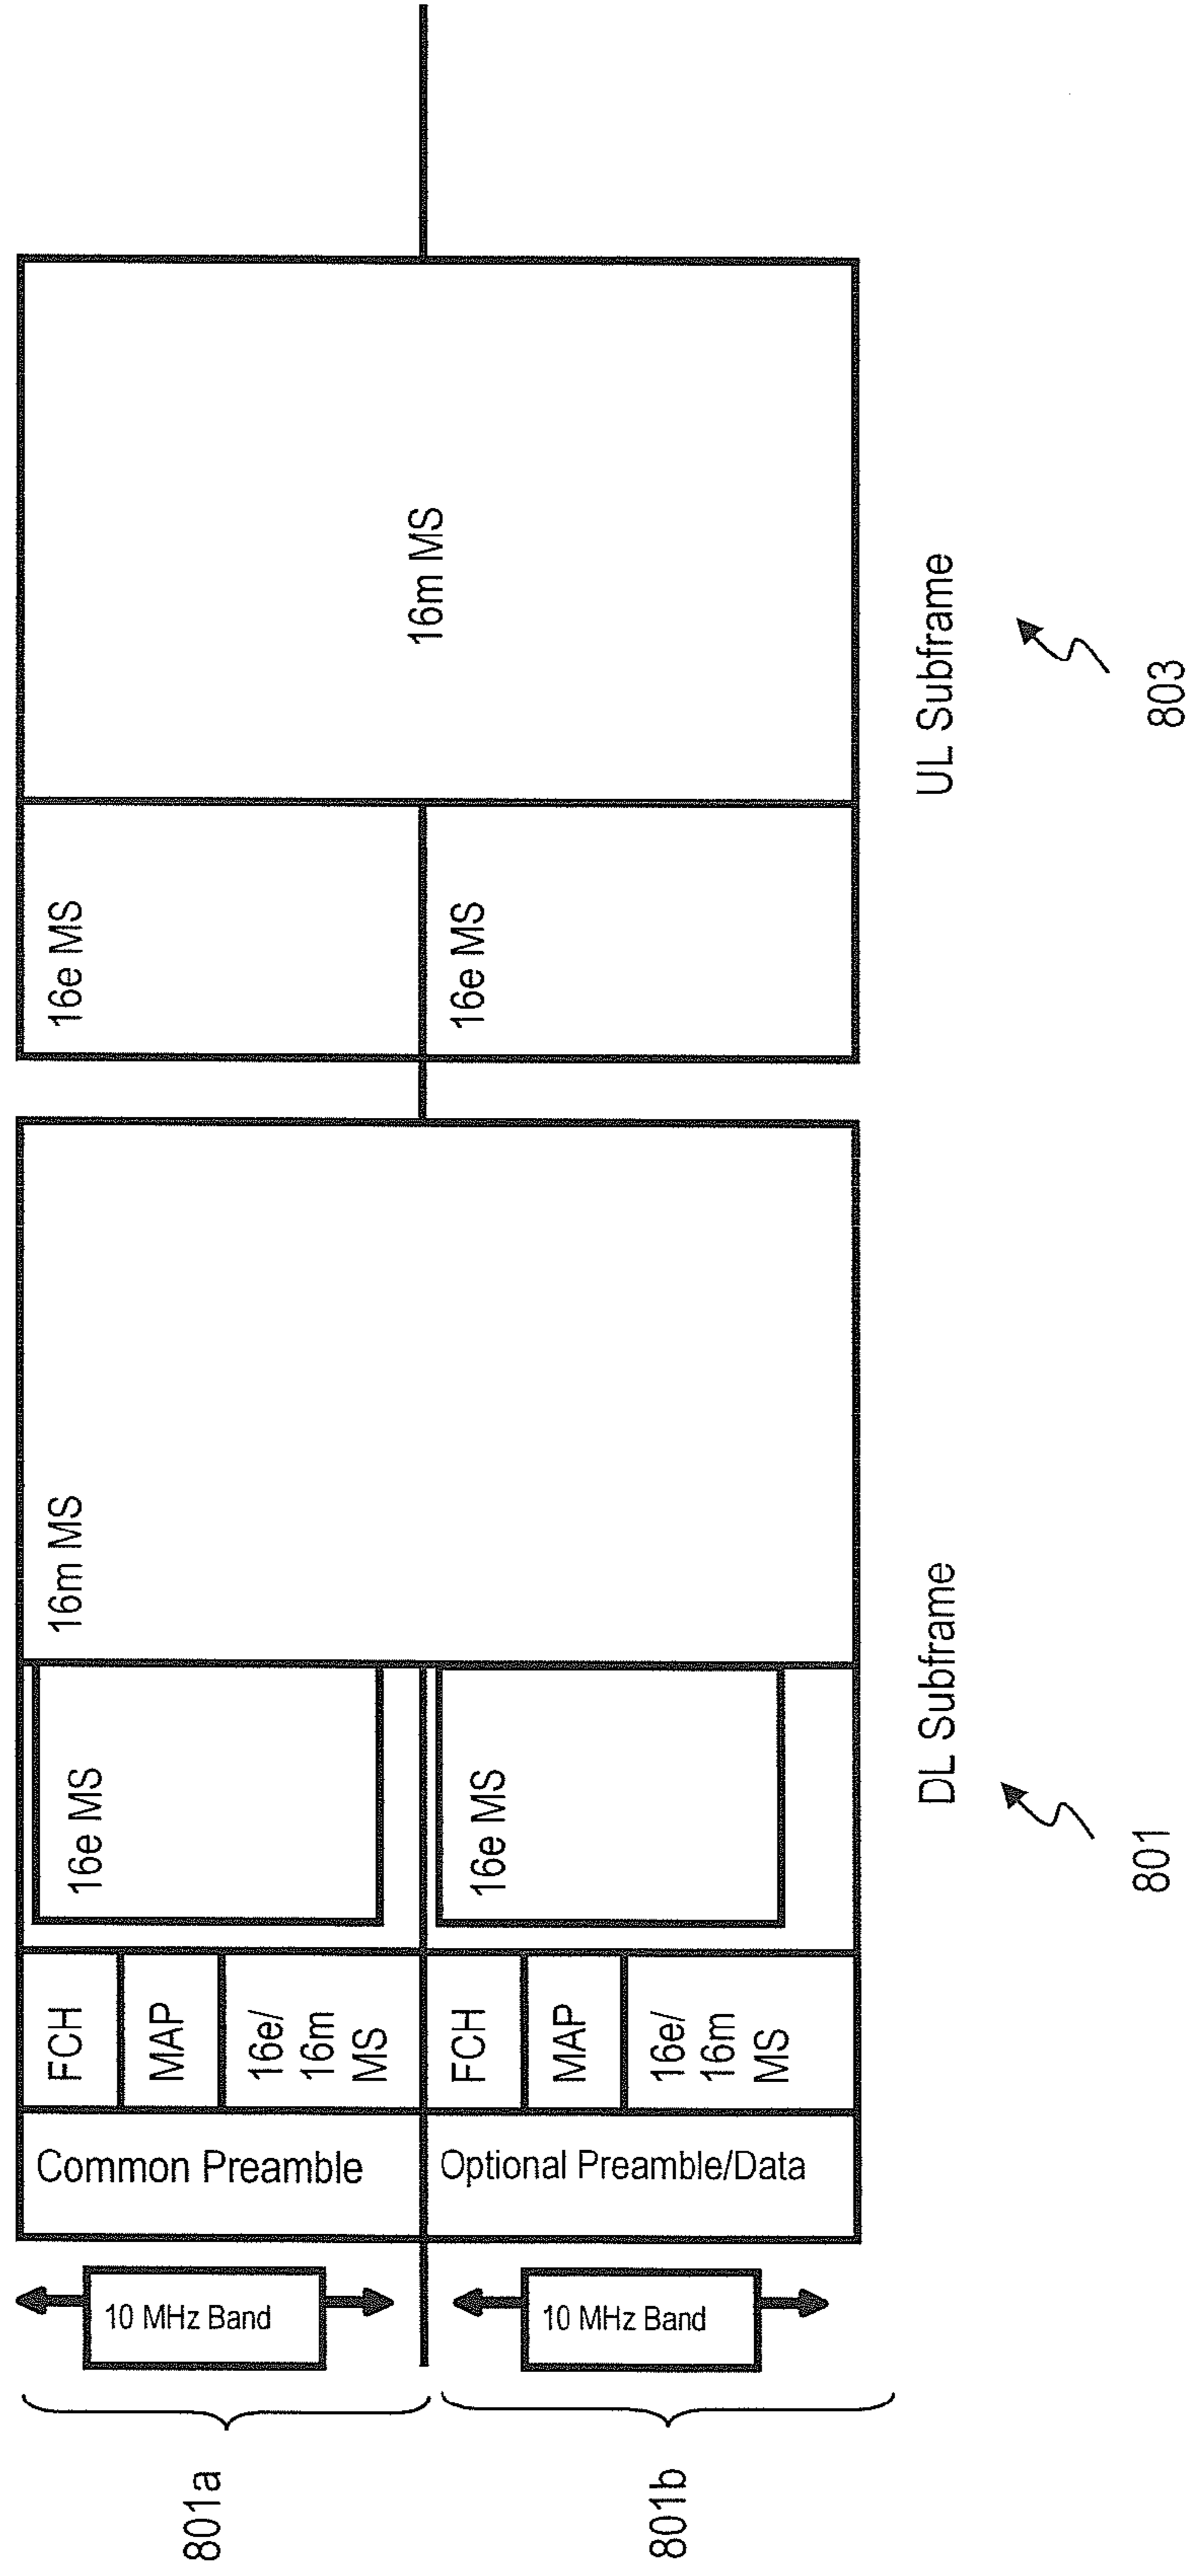 801a
10 MHz Band
Common Preamble
FCH
MAP
16e/
16m
MS
16e MS
16m MS
16e MS
16m MS
801b
10 MHz Band
Optional Preamble/Data
FCH
MAP
16e/
16m
MS
16e MS
16e MS
DL Subframe
801
UL Subframe
803